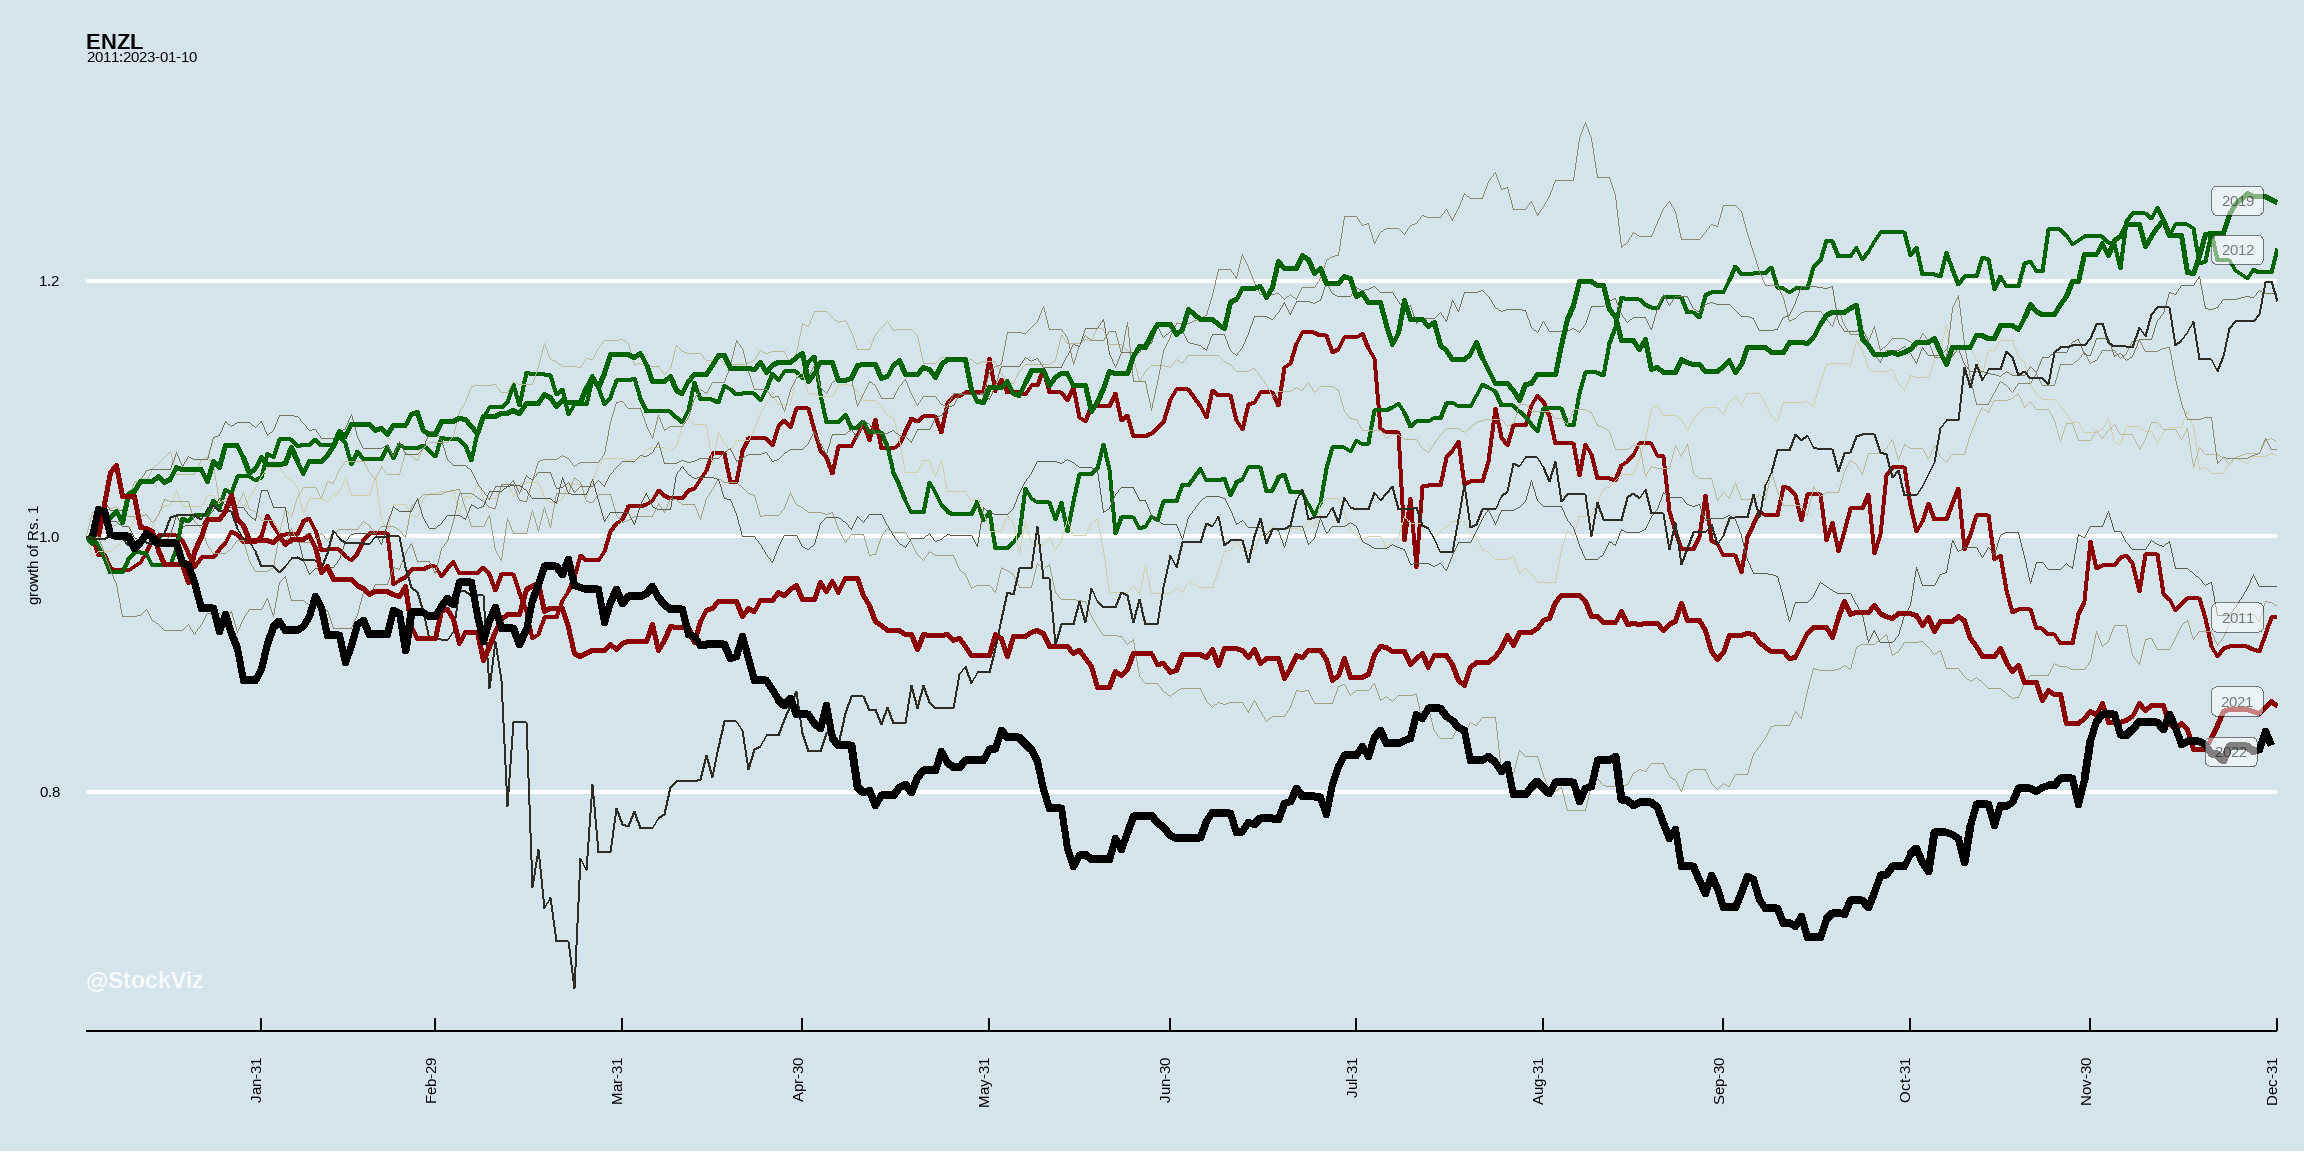 ENZL
2011:2023-01-10
2019
2012
1.2
growth of Rs. 1
1.0
2011
2021
2022
0.8
@StockViz
Jan-31
Feb-29
Mar-31
Apr-30
May-31
Jun-30
Jul-31
Aug-31
Sep-30
Oct-31
Nov-30
Dec-31